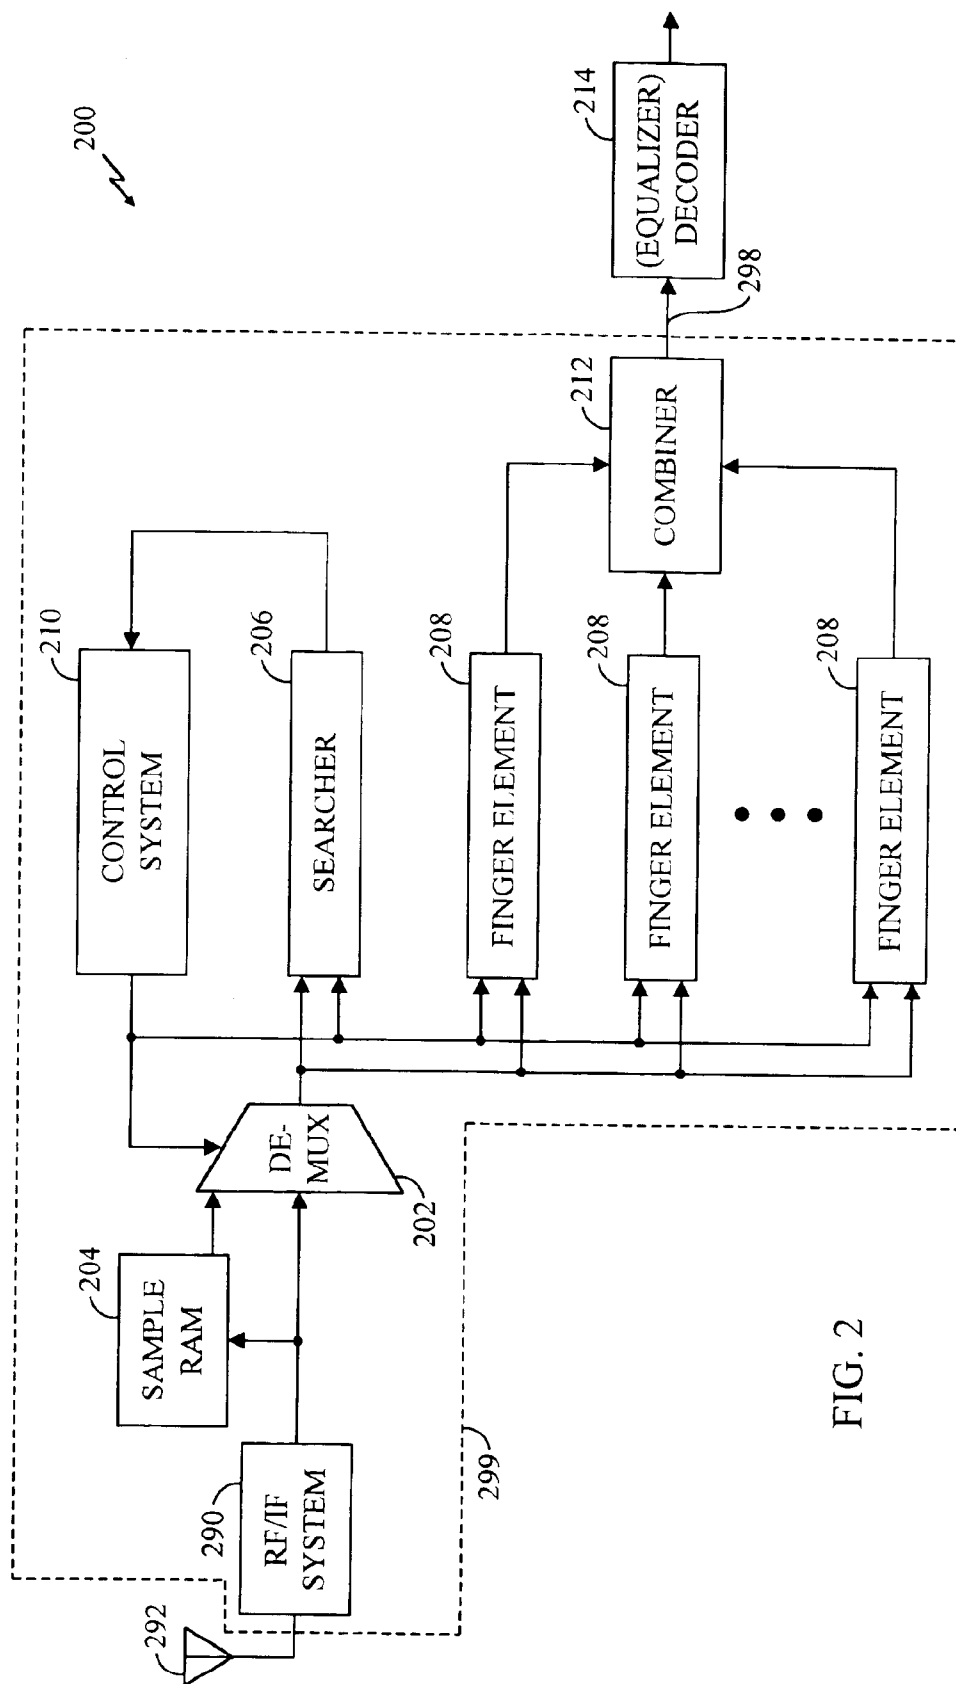 200
292
290
RF/IF
SYSTEM
204
SAMPLE
RAM
DE-
MUX
202
210
CONTROL
SYSTEM
206
SEARCHER
208
FINGER ELEMENT
208
FINGER ELEMENT
208
FINGER ELEMENT
212
COMBINER
298
214
(EQUALIZER)
DECODER
299
FIG. 2